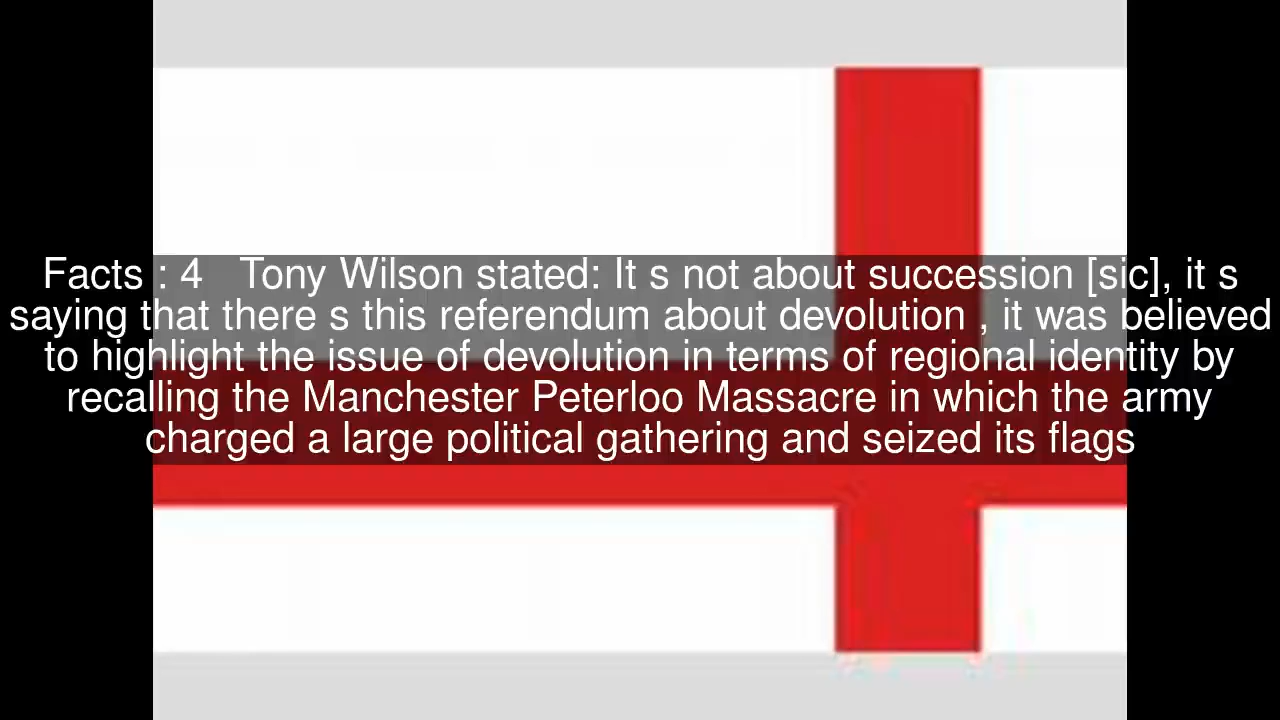 Facts : 4   Tony Wilson stated: It s not about succession [sic], it s
saying that there s this referendum about devolution , it was believed
to highlight the issue of devolution in terms of regional identity by
recalling the Manchester Peterloo Massacre in which the army
charged a large political gathering and seized its flags